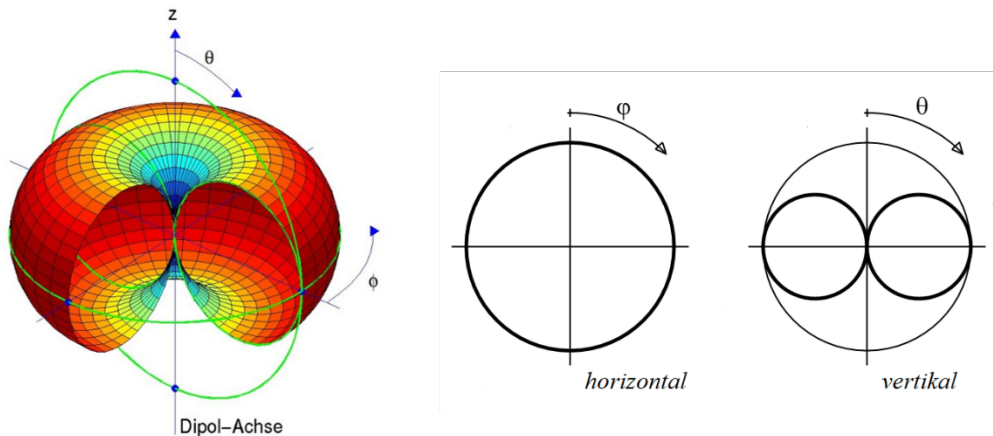 z
θ
ϕ
Dipol-Achse
φ
horizontal
θ
vertikal